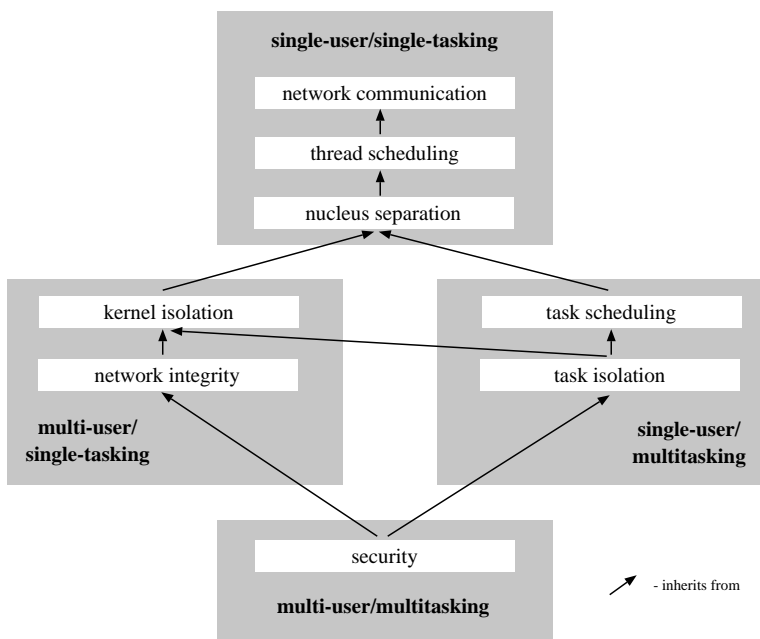 single-user/single-tasking
network communication
thread scheduling
nucleus separation
kernel isolation
network integrity
multi-user/
single-tasking
task scheduling
task isolation
single-user/
multitasking
security
multi-user/multitasking
- inherits from